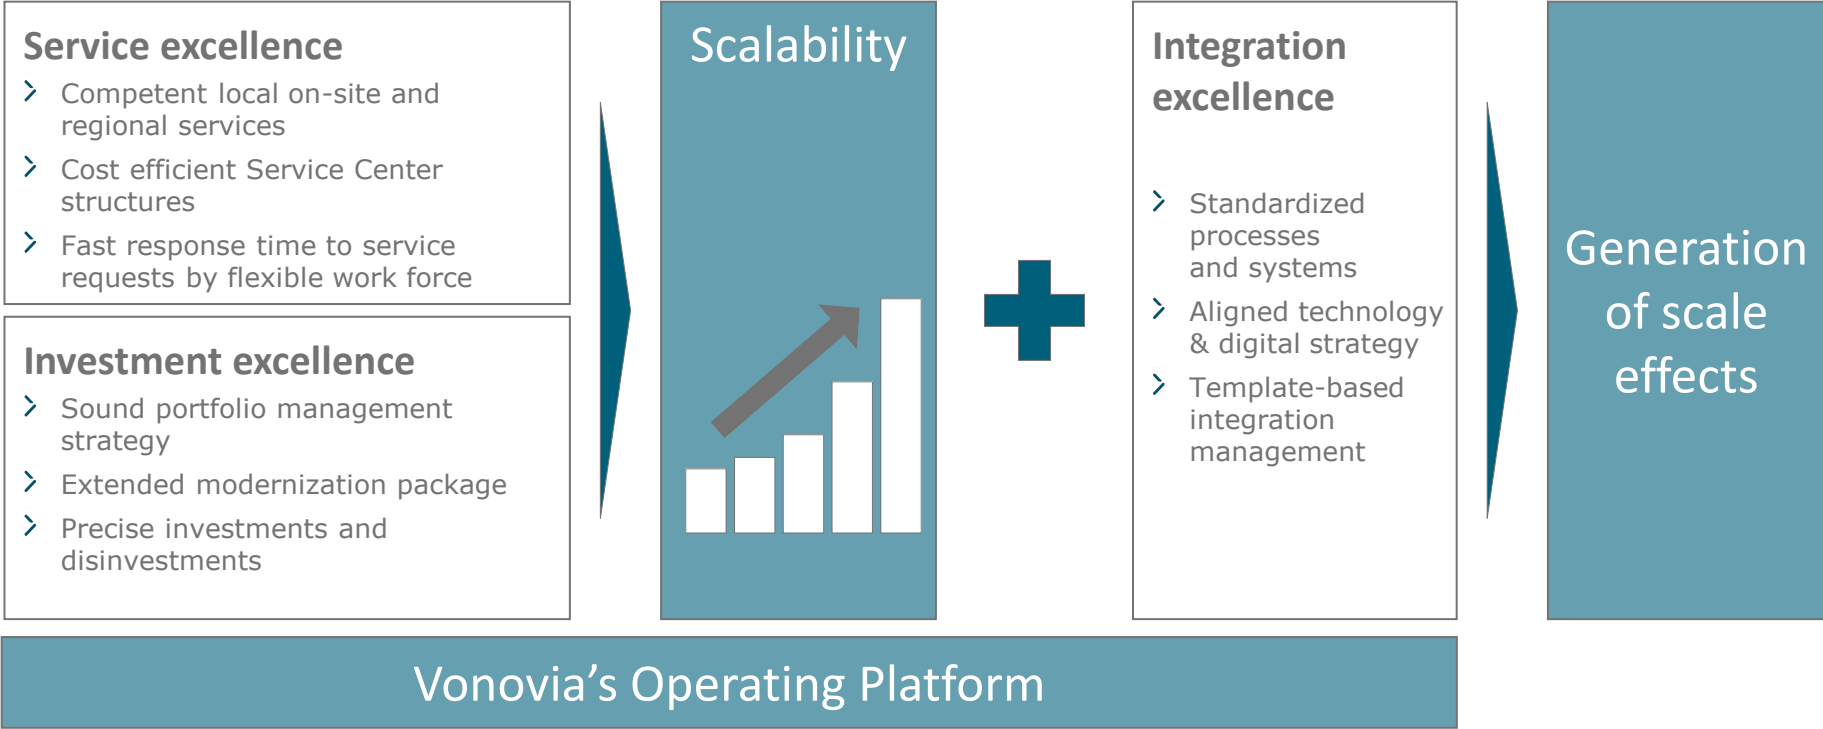 Service excellence
Competent local on-site and
regional services
Cost efficient Service Center
structures
Fast response time to service
requests by flexible work force
Investment excellence
Sound portfolio management
strategy
Extended modernization package
Precise investments and
disinvestments
Scalability
Integration
excellence
Standardized
processes
and systems
Aligned technology
& digital strategy
Template-based
integration
management
Generation
of scale
effects
Vonovia’s Operating Platform